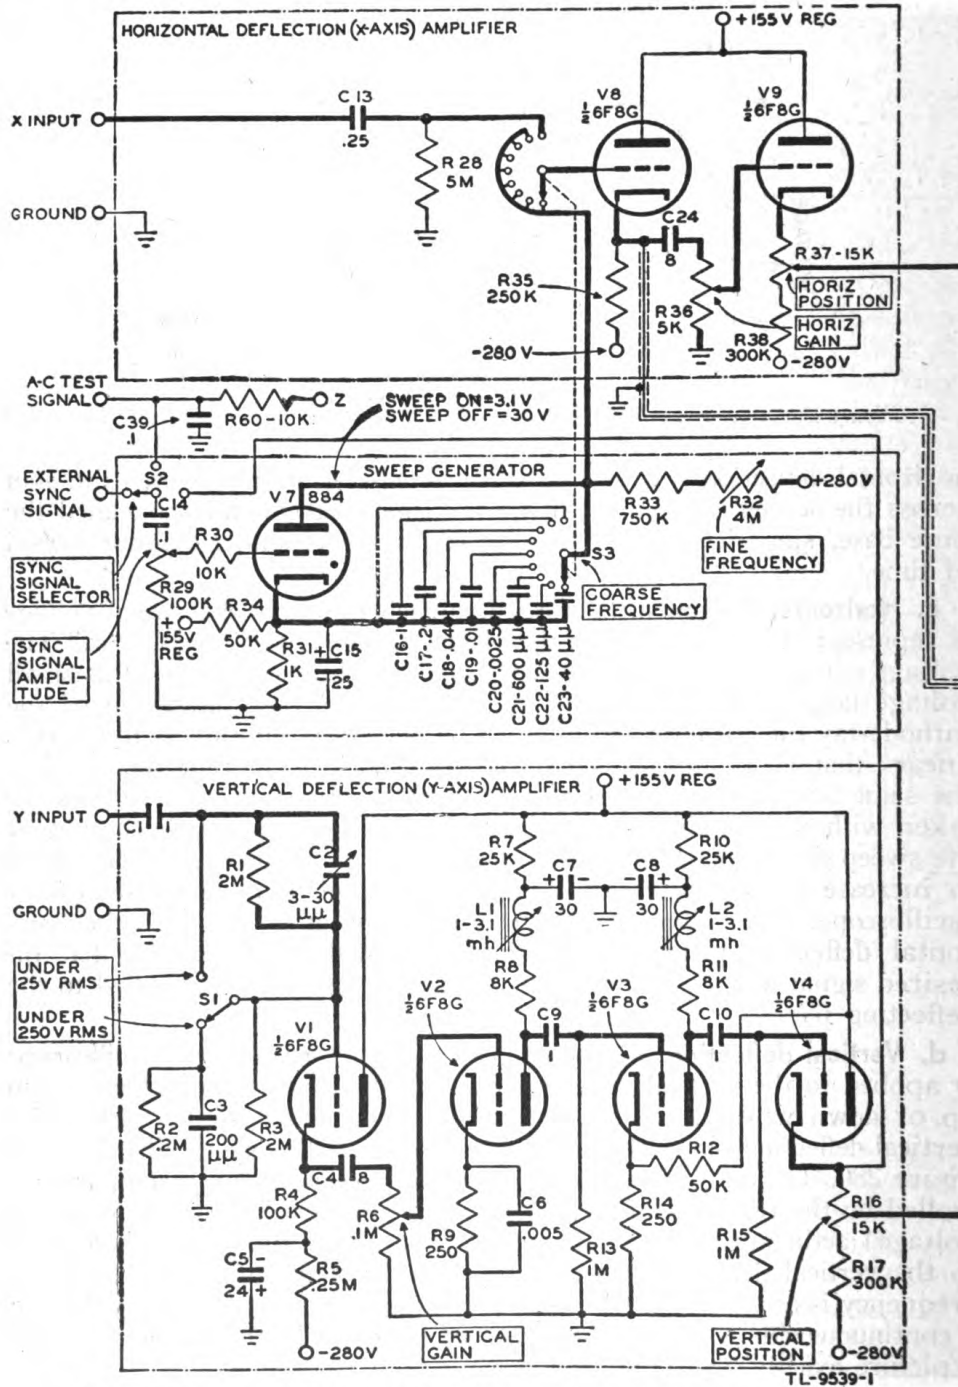 HORIZONTAL DEFLECTION (X-AXIS) AMPLIFIER
+155V REG
X INPUT
C13
.25
R28
5M
V8
½6F8G
V9
½6F8G
GROUND
C24
8
R35
250K
R36
5K
R37-15K
HORIZ
POSITION
HORIZ
GAIN
R38
300K
-280V
-280V
A-C TEST
SIGNAL
C39
.1
R60-10K
Z
SWEEP ON=3.1V
SWEEP OFF=30V
SWEEP GENERATOR
EXTERNAL
SYNC
SIGNAL
S2
C14
.1
V7 884
R33
750K
R32
4M
+280V
FINE
FREQUENCY
SYNC
SIGNAL
SELECTOR
R30
10K
S3
COARSE
FREQUENCY
R29
100K
R34
50K
+
155V
REG
SYNC
SIGNAL
AMPLI-
TUDE
R31
1K
+
C15
-
25
C16-1
C17-.2
C18-.04
C19-.01
C20-.0025
C21-600 μμ
C22-125 μμ
C23-40 μμ
VERTICAL DEFLECTION (Y-AXIS) AMPLIFIER
+155V REG
Y INPUT
C1
1
R1
2M
C2
3-30
μμ
R7
25K
R10
25K
+ C7 -
30
- C8 +
30
GROUND
L1
1-3.1
mh
L2
1-3.1
mh
UNDER
25V RMS
UNDER
250V RMS
S1
R8
8K
R11
8K
V1
½6F8G
V2
½6F8G
C9
1
V3
½6F8G
C10
1
V4
½6F8G
R2
.2M
C3
200
μμ
R3
2M
C4
8
R4
100K
R6
.1M
R12
50K
C6
.005
R14
250
R9
250
R13
1M
R15
1M
R16
15K
C5 -
24 +
R5
.25M
R17
300K
VERTICAL
GAIN
VERTICAL
POSITION
-280V
-280V
TL-9539-1